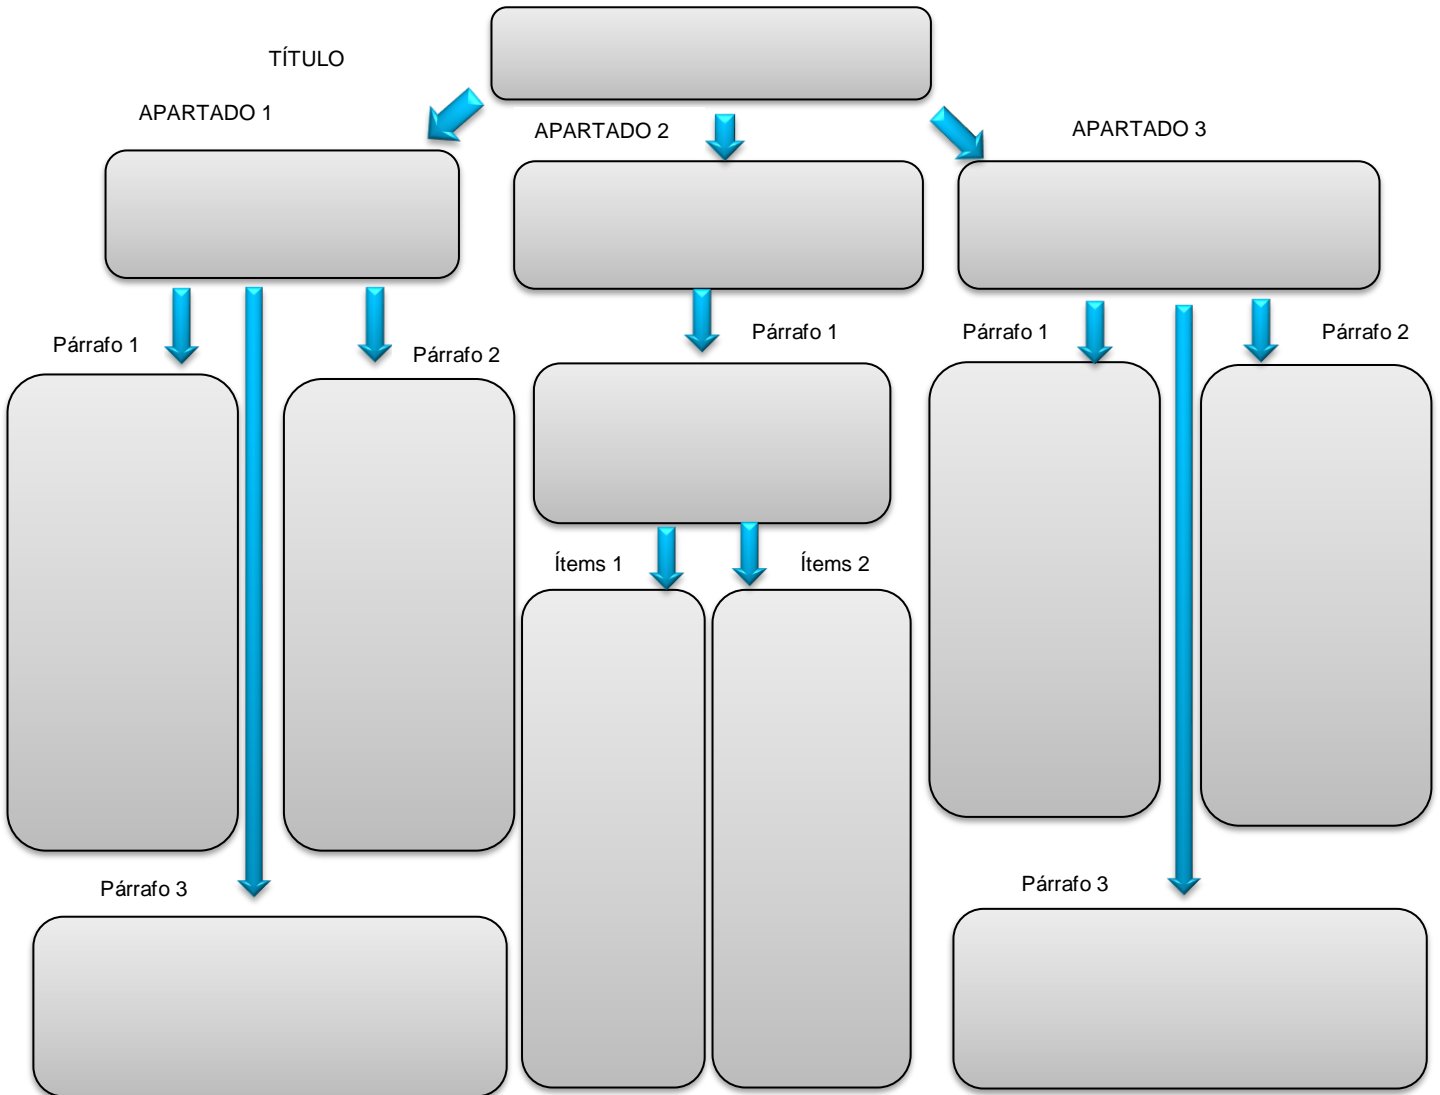 TÍTULO
APARTADO 1
APARTADO 2
APARTADO 3
Párrafo 1
Párrafo 2
Párrafo 1
Párrafo 1
Párrafo 2
Ítems 1
Ítems 2
Párrafo 3
Párrafo 3